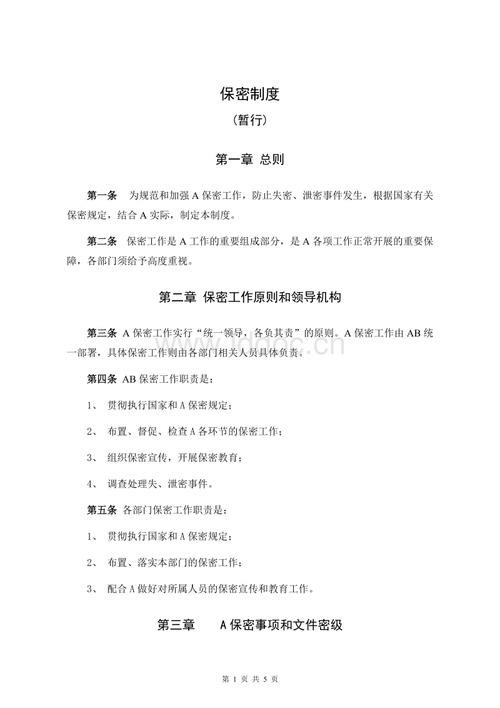 保密制度
(暂行)
第一章 总则
第一条 为规范和加强 A 保密工作，防止失密、泄密事件发生，根据国家有关
保密规定，结合 A 实际，制定本制度。
第二条 保密工作是 A 工作的重要组成部分，是 A 各项工作正常开展的重要保
障，各部门须给予高度重视。
第二章 保密工作原则和领导机构
第三条 A 保密工作实行“统一领导，各负其责”的原则。A 保密工作由 AB 统
一部署，具体保密工作则由各部门相关人员具体负责。
第四条 AB 保密工作职责是：
1、 贯彻执行国家和 A 保密规定；
2、 布置、督促、检查 A 各环节的保密工作；
3、 组织保密宣传，开展保密教育；
4、 调查处理失、泄密事件。
第五条 各部门保密工作职责是：
1、 贯彻执行国家和 A 保密规定；
2、 布置、落实本部门的保密工作；
3、 配合 A 做好对所属人员的保密宣传和教育工作。
第三章 A 保密事项和文件密级
第 1 页 共 5 页